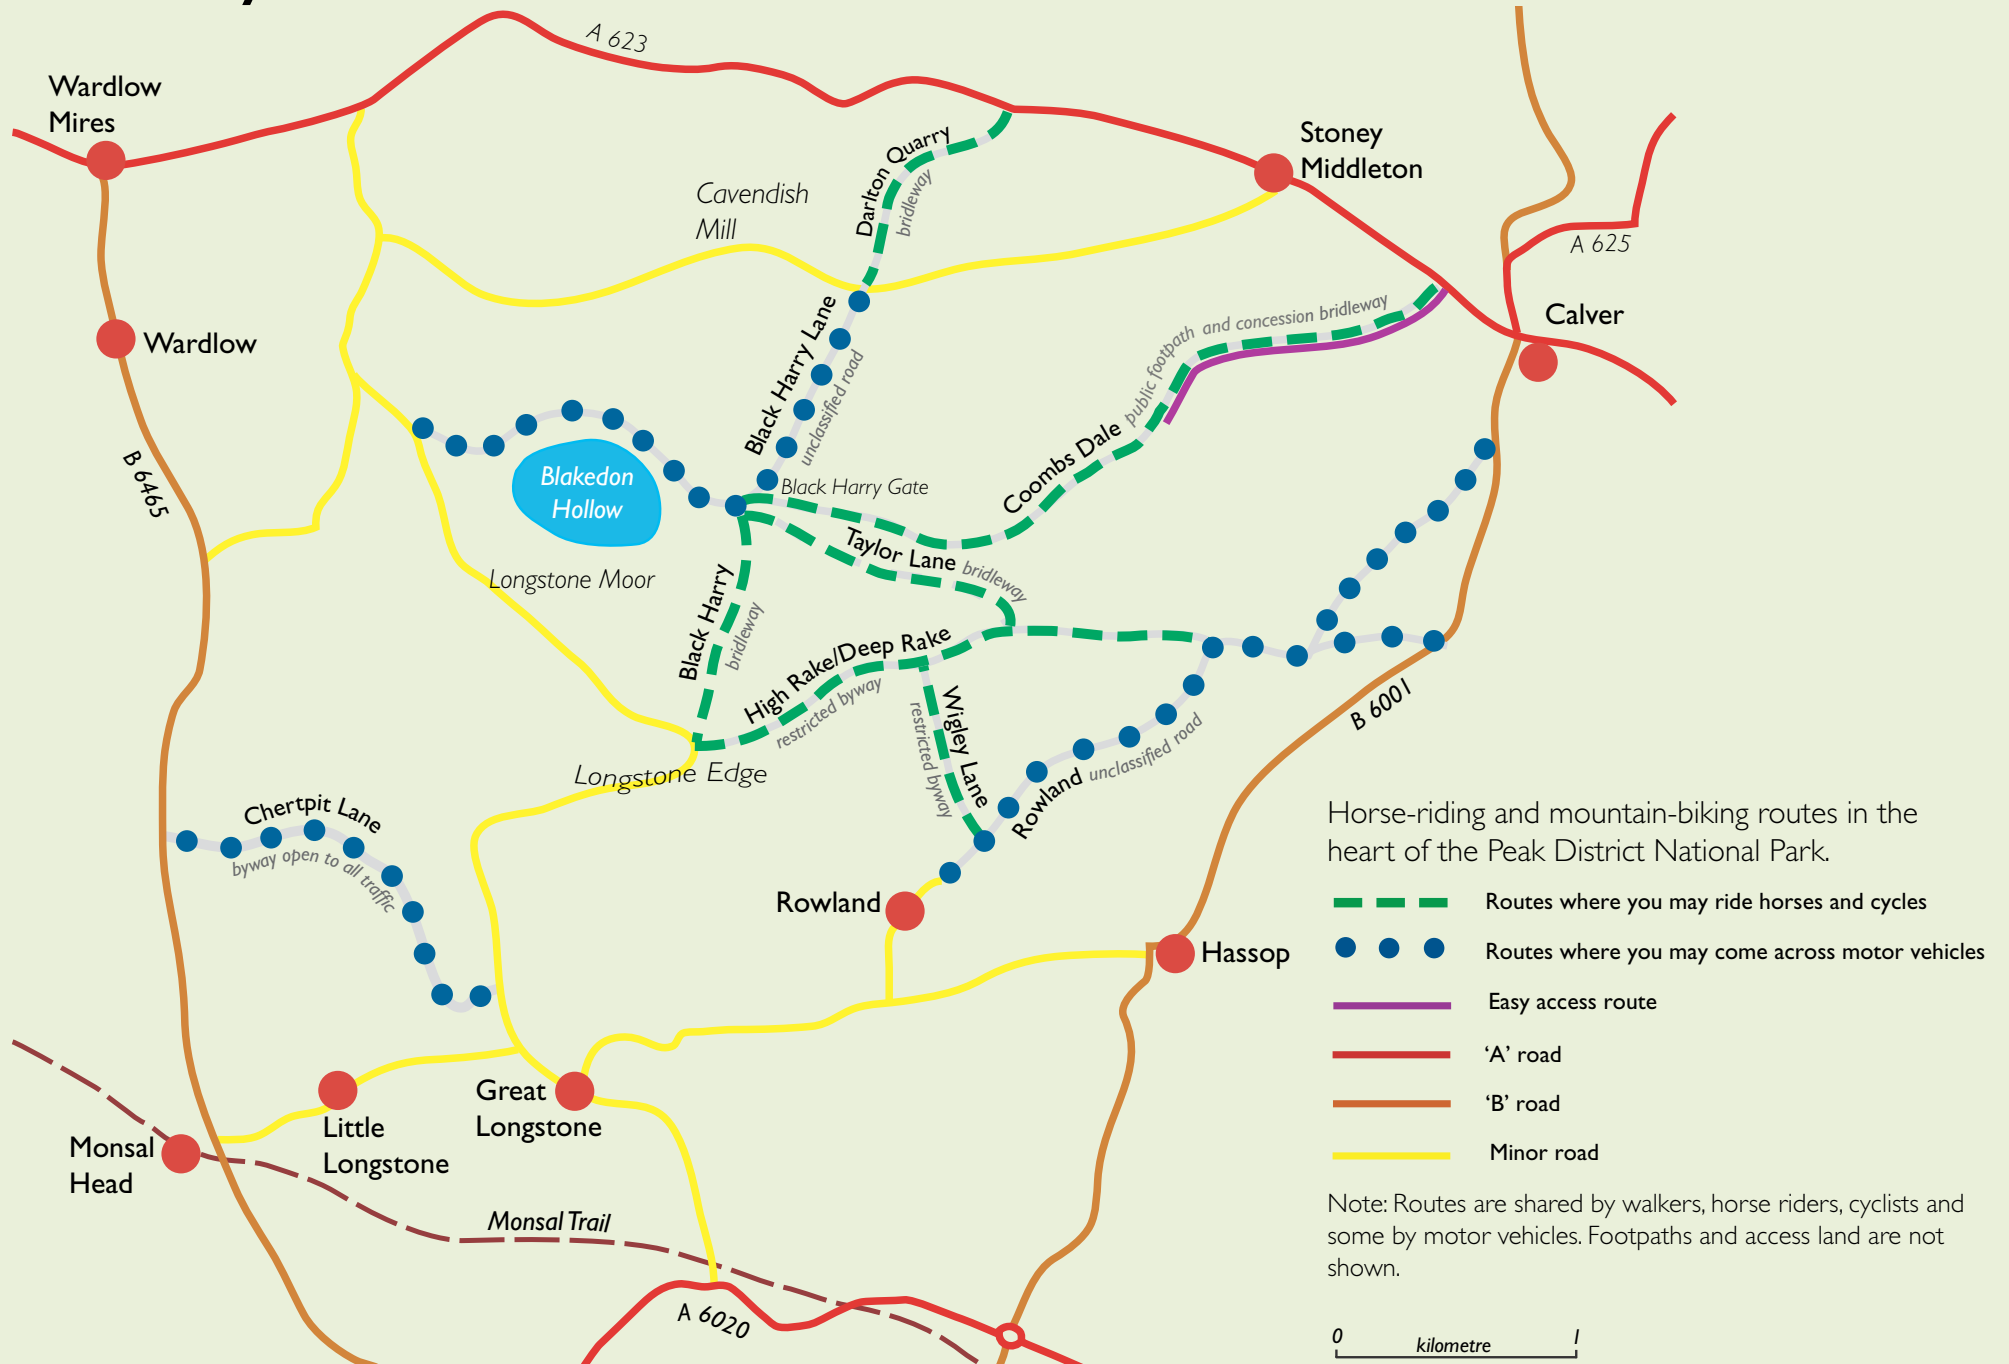 A 623
Wardlow
Mires
Stoney
Middleton
Darlton Quarry
bridleway
Cavendish
Mill
A 625
Calver
Wardlow
public footpath and concession bridleway
Black Harry Lane
unclassified road
B 6465
Blakedon
Hollow
Black Harry Gate
Coombs Dale
Taylor Lane bridleway
Longstone Moor
Black Harry
bridleway
High Rake/Deep Rake
restricted byway
Wigley Lane
restricted byway
B 6001
Longstone Edge
Rowland unclassified road
Chertpit Lane
byway open to all traffic
Rowland
Hassop
Great
Longstone
Little
Longstone
Monsal
Head
Monsal Trail
A 6020
Horse-riding and mountain-biking routes in the
heart of the Peak District National Park.
Routes where you may ride horses and cycles
Routes where you may come across motor vehicles
Easy access route
‘A’ road
‘B’ road
Minor road
Note: Routes are shared by walkers, horse riders, cyclists and
some by motor vehicles. Footpaths and access land are not
shown.
0 1
kilometre